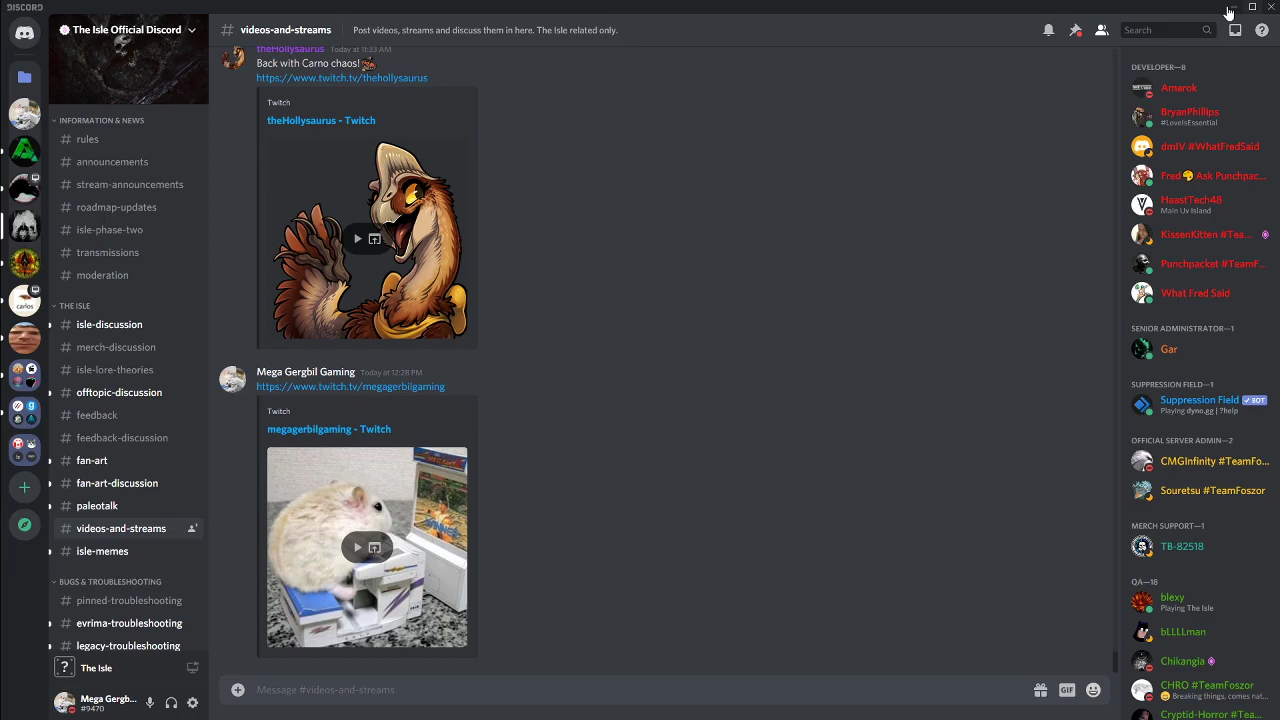 DISCORD
The Isle Official Discord
# videos-and-streams
Post videos, streams and discuss them in here. The Isle related only.
Search
INFORMATION & NEWS
# rules
# announcements
# stream-announcements
# roadmap-updates
# isle-phase-two
# transmissions
# moderation
THE ISLE
# isle-discussion
# merch-discussion
# isle-lore-theories
# offtopic-discussion
# feedback
# feedback-discussion
# fan-art
# fan-art-discussion
# paleotalk
# videos-and-streams
# isle-memes
BUGS & TROUBLESHOOTING
# pinned-troubleshooting
# evrima-troubleshooting
# legacy-troubleshooting
The Isle
Mega Gergb...
#9470
carlos
theHollysaurus Today at 11:33 AM
Back with Carno chaos!
https://www.twitch.tv/thehollysaurus
Twitch
theHollysaurus - Twitch
Mega Gergbil Gaming Today at 12:28 PM
https://www.twitch.tv/megagerbilgaming
Twitch
megagerbilgaming - Twitch
Message #videos-and-streams
GIF
DEVELOPER—8
Amarok
BryanPhillips
#LoveIsEssential
dmIV #WhatFredSaid
Fred Ask Punchpac...
HaastTech48
Main Uv Island
KissenKitten #Tea...
Punchpacket #TeamF...
What Fred Said
SENIOR ADMINISTRATOR—1
Gar
SUPPRESSION FIELD—1
Suppression Field BOT
Playing dyno.gg | ?help
OFFICIAL SERVER ADMIN—2
CMGInfinity #TeamFo...
Souretsu #TeamFoszor
MERCH SUPPORT—1
TB-82518
QA—18
blexy
Playing The Isle
bLLLLman
Chikangia
CHRO #TeamFoszor
Breaking things, comes nat...
Cryptid-Horror #Tea...